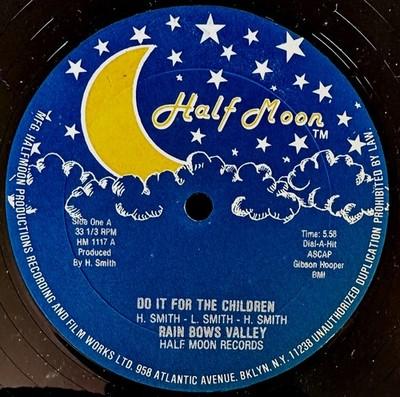 Half Moon
TM
Side One A
33 1/3 RPM
HM 1117 A
Produced
By H. Smith
Time: 5.58
Dial-A-Hit
ASCAP
Gibson Hooper
BMI
DO IT FOR THE CHILDREN
H. SMITH - L. SMITH - H. SMITH
RAIN BOWS VALLEY
HALF MOON RECORDS
MFG. HALFMOON PRODUCTIONS RECORDING AND FILM WORKS LTD. 958 ATLANTIC AVENUE. BKLYN. N.Y. 11238 UNAUTHORIZED DUPLICATION PROHIBITED BY LAW.